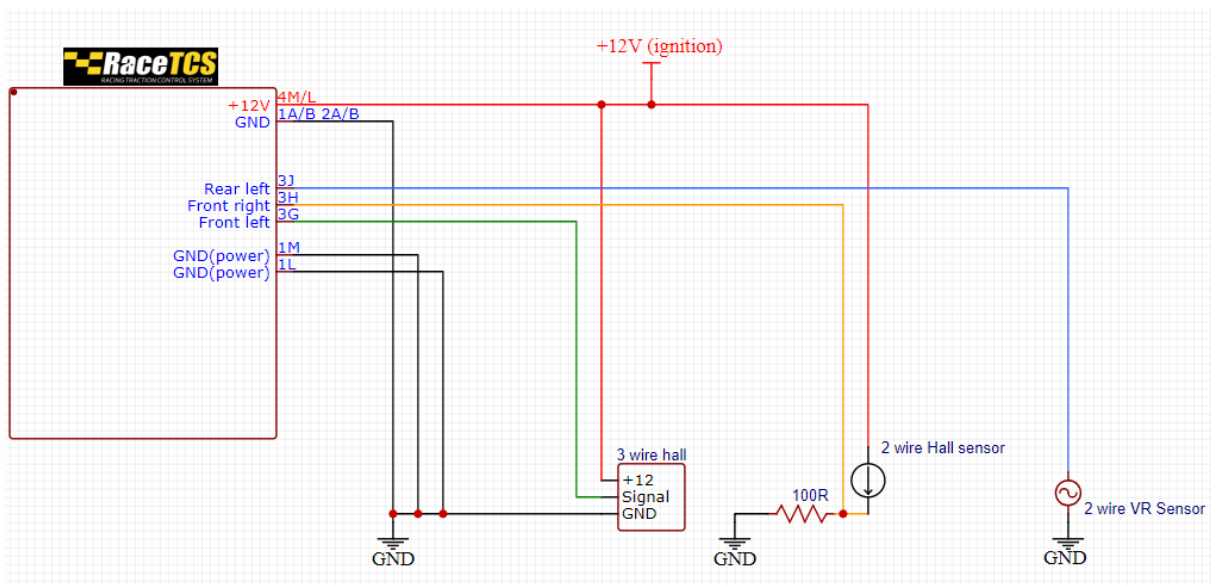 +12V (ignition)
RaceTCS
RACING TRACTION CONTROL SYSTEM
+12V 4M/L
GND 1A/B 2A/B
Rear left 3J
Front right 3H
Front left 3G
GND(power) 1M
GND(power) 1L
3 wire hall
+12
Signal
GND
2 wire Hall sensor
100R
2 wire VR Sensor
GND
GND
GND